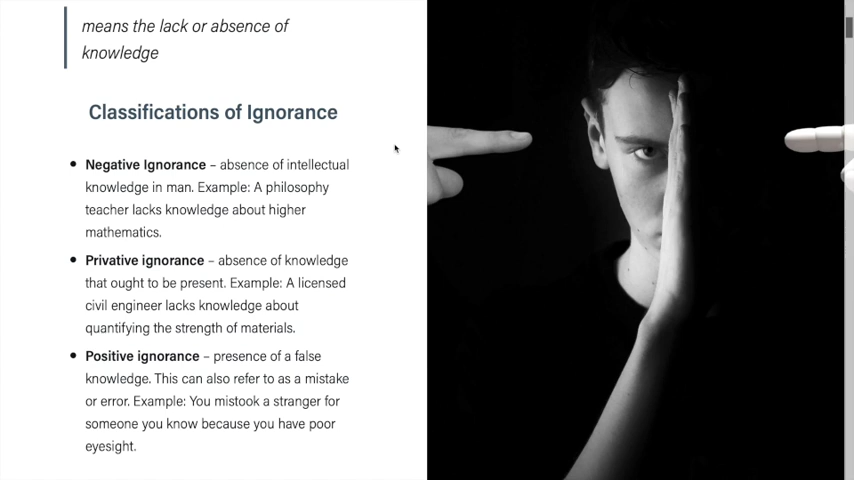 means the lack or absence of
knowledge
Classifications of Ignorance
• Negative Ignorance – absence of intellectual
knowledge in man. Example: A philosophy
teacher lacks knowledge about higher
mathematics.
• Privative ignorance – absence of knowledge
that ought to be present. Example: A licensed
civil engineer lacks knowledge about
quantifying the strength of materials.
• Positive ignorance – presence of a false
knowledge. This can also refer to as a mistake
or error. Example: You mistook a stranger for
someone you know because you have poor
eyesight.